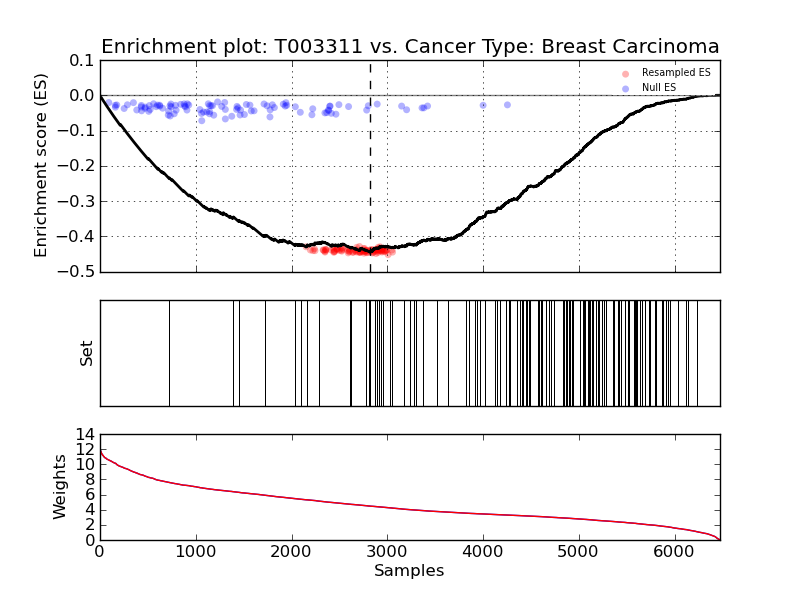 Enrichment plot: T003311 vs. Cancer Type: Breast Carcinoma
Enrichment score (ES)
0.1
0.0
−0.1
−0.2
−0.3
−0.4
−0.5
Resampled ES
Null ES
Set
Weights
14
12
10
8
6
4
2
0
0 1000 2000 3000 4000 5000 6000
Samples